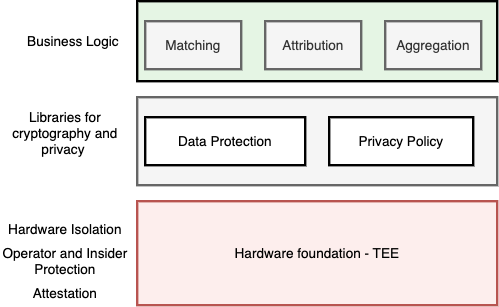 Business Logic
Matching
Attribution
Aggregation
Libraries for
cryptography and
privacy
Data Protection
Privacy Policy
Hardware Isolation
Operator and Insider
Protection
Attestation
Hardware foundation - TEE